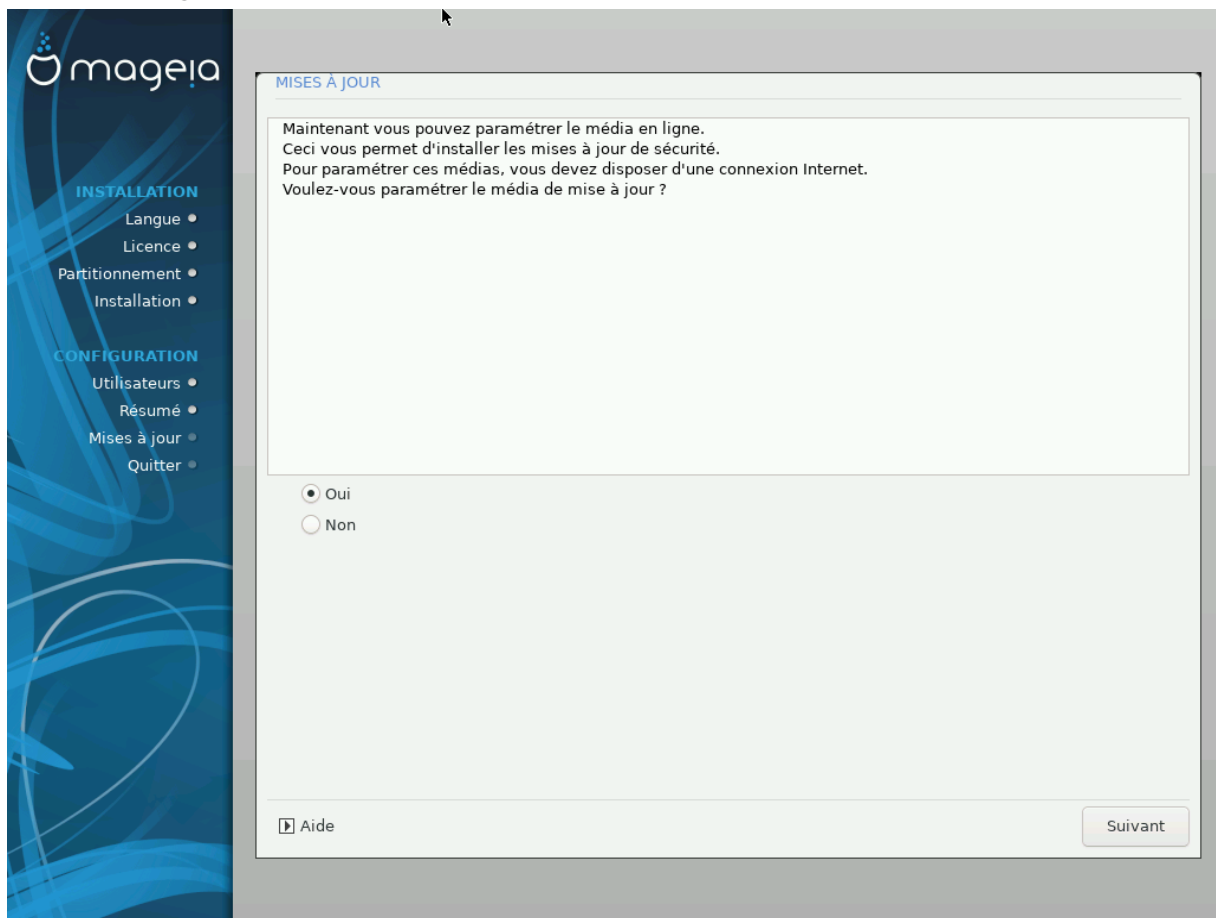 mageia
INSTALLATION
Langue
Licence
Partitionnement
Installation
CONFIGURATION
Utilisateurs
Résumé
Mises à jour
Quitter
MISES À JOUR
Maintenant vous pouvez paramétrer le média en ligne.
Ceci vous permet d'installer les mises à jour de sécurité.
Pour paramétrer ces médias, vous devez disposer d'une connexion Internet.
Voulez-vous paramétrer le média de mise à jour ?
Oui
Non
Aide
Suivant